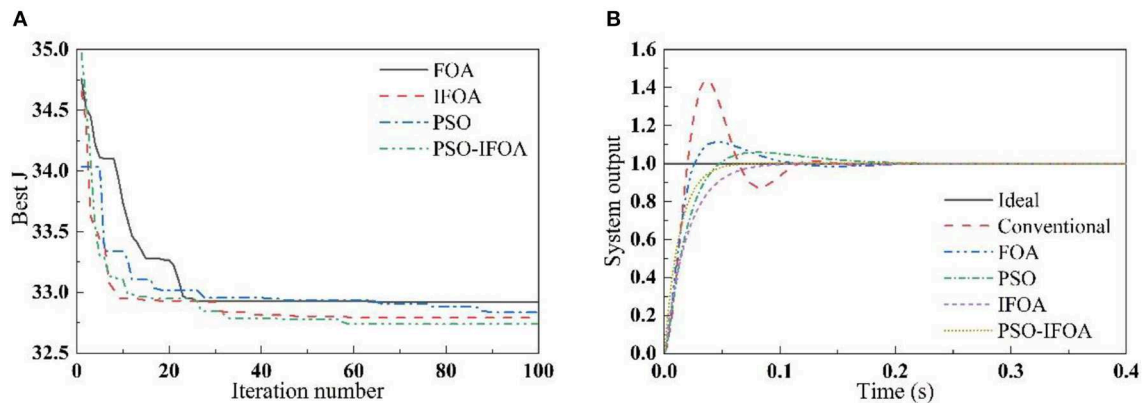 A
35.0
34.5
34.0
33.5
33.0
32.5
Best J
0
20
40
60
80
100
Iteration number
FOA
IFOA
PSO
PSO-IFOA
B
1.6
1.4
1.2
1.0
0.8
0.6
0.4
0.2
0.0
System output
0.0
0.1
0.2
0.3
0.4
Time (s)
Ideal
Conventional
FOA
PSO
IFOA
PSO-IFOA